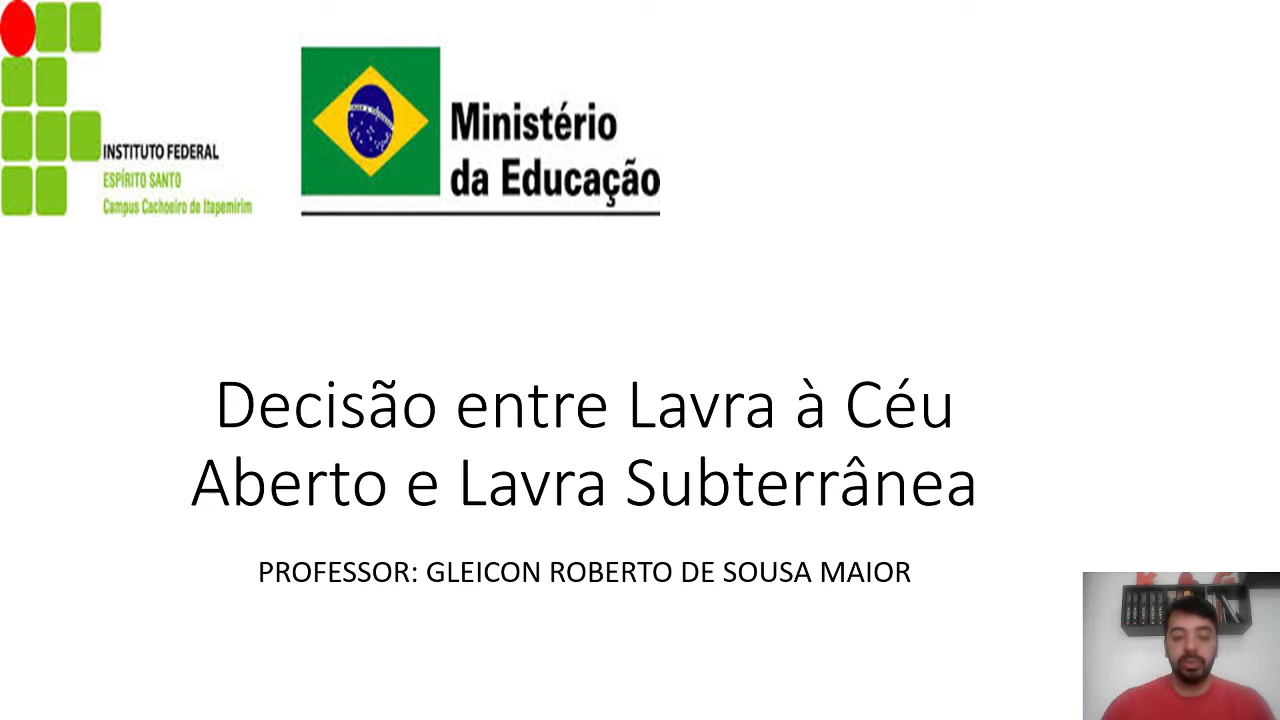 INSTITUTO FEDERAL
ESPÍRITO SANTO
Campus Cachoeiro de Itapemirim
Ministério
da Educação
Decisão entre Lavra à Céu
Aberto e Lavra Subterrânea
PROFESSOR: GLEICON ROBERTO DE SOUSA MAIOR